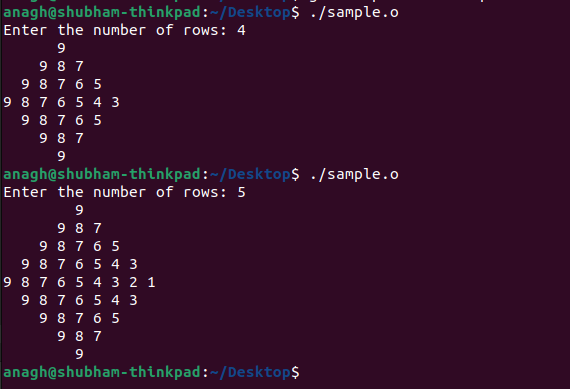 anagh@shubham-thinkpad:~/Desktop$ ./sample.o
Enter the number of rows: 4
      9
    9 8 7
  9 8 7 6 5
9 8 7 6 5 4 3
  9 8 7 6 5
    9 8 7
      9
anagh@shubham-thinkpad:~/Desktop$ ./sample.o
Enter the number of rows: 5
        9
      9 8 7
    9 8 7 6 5
  9 8 7 6 5 4 3
9 8 7 6 5 4 3 2 1
  9 8 7 6 5 4 3
    9 8 7 6 5
      9 8 7
        9
anagh@shubham-thinkpad:~/Desktop$